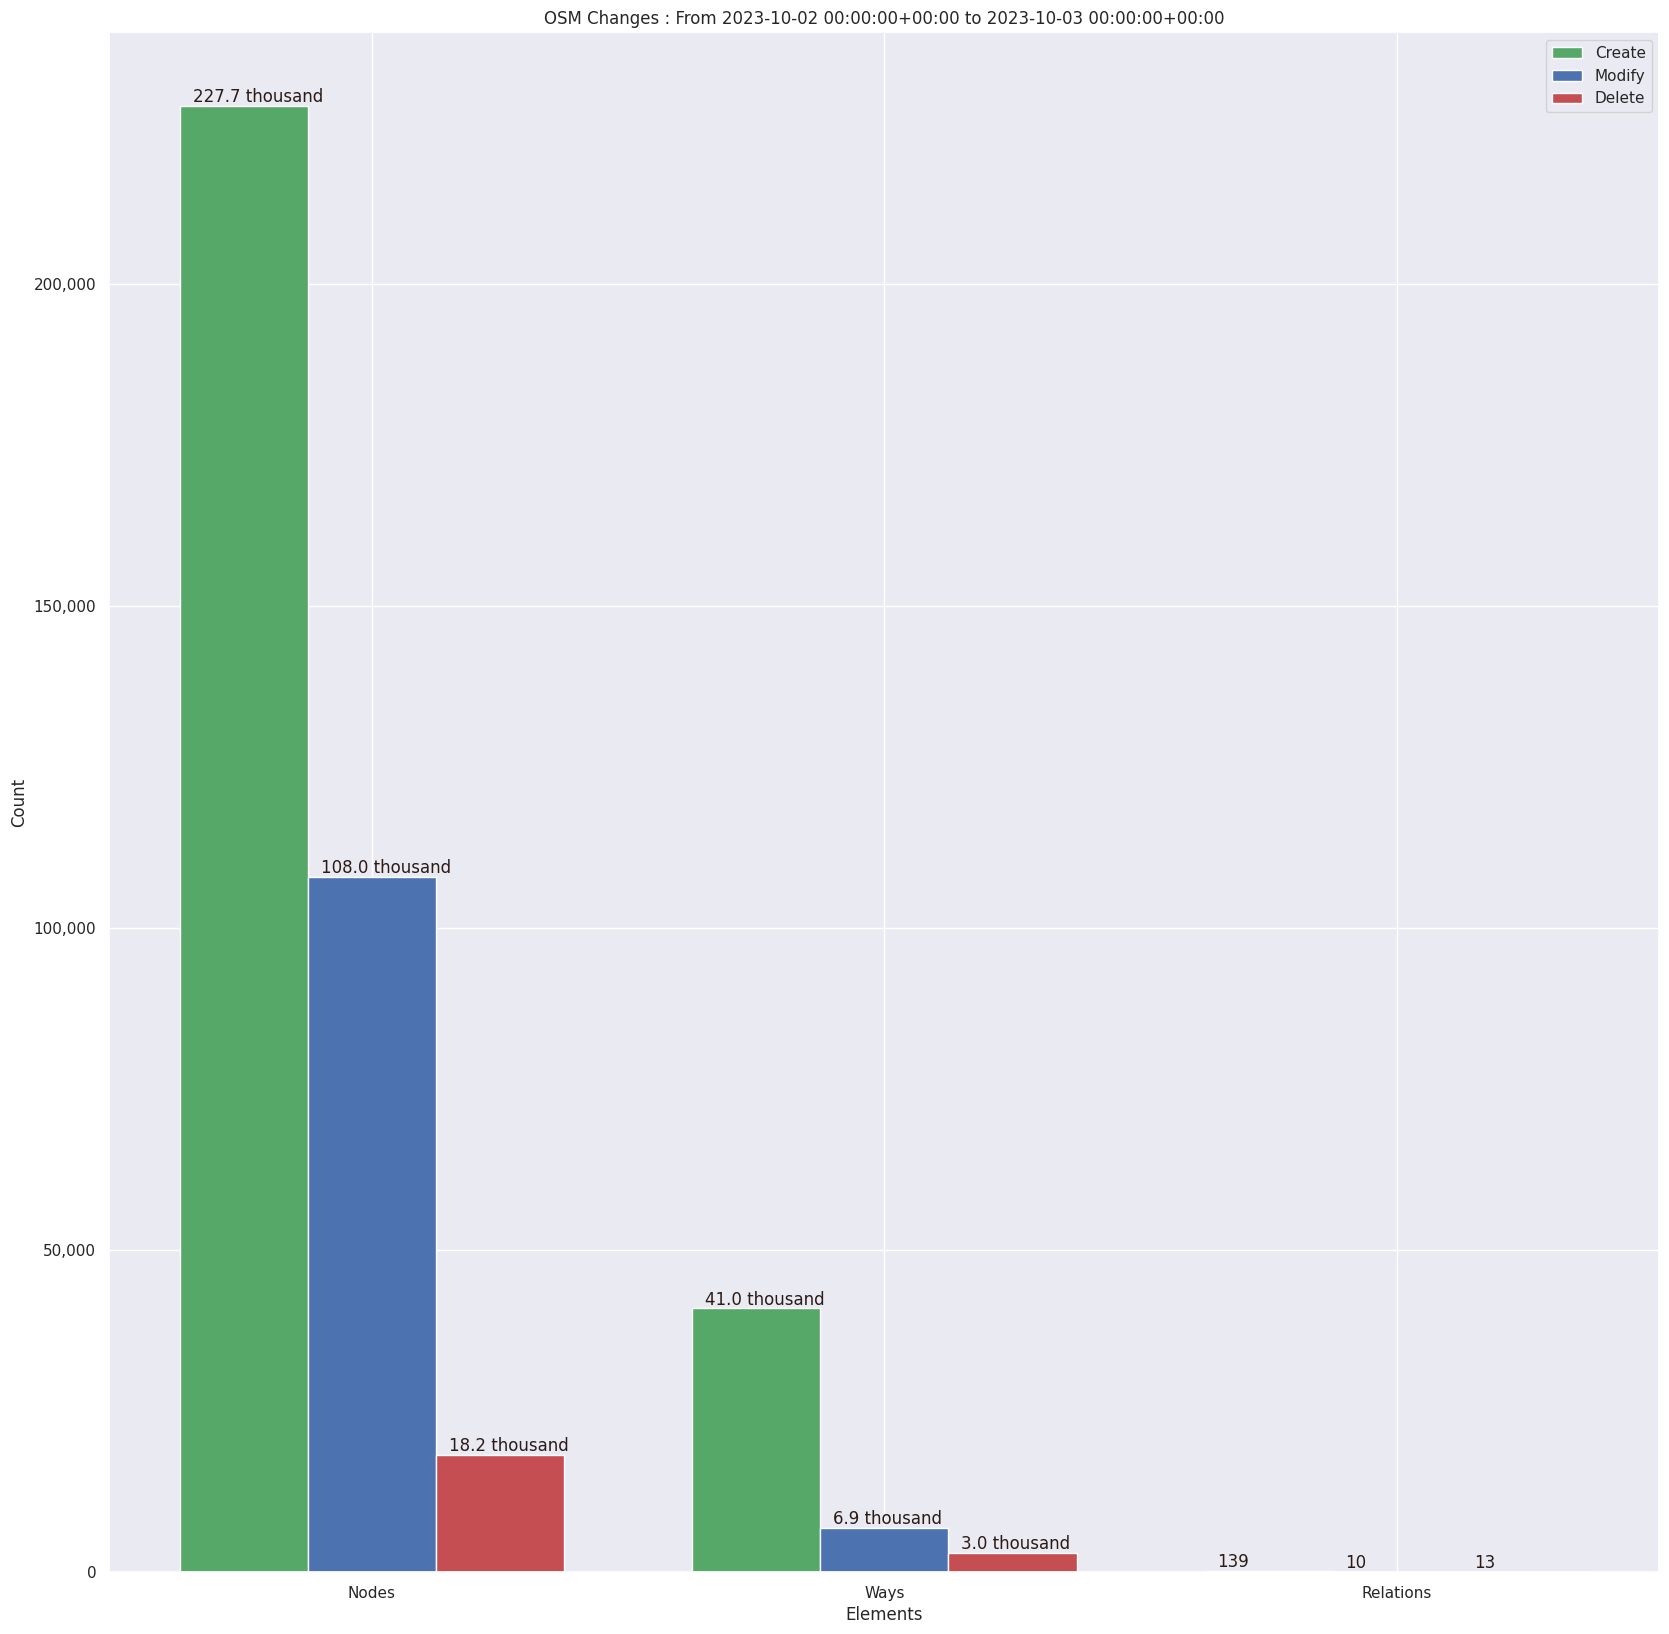 OSM Changes : From 2023-10-02 00:00:00+00:00 to 2023-10-03 00:00:00+00:00
Create
Modify
Delete
227.7 thousand
200,000
150,000
Count
108.0 thousand
100,000
50,000
41.0 thousand
18.2 thousand
6.9 thousand
3.0 thousand
139
10
13
0
Nodes
Ways
Relations
Elements